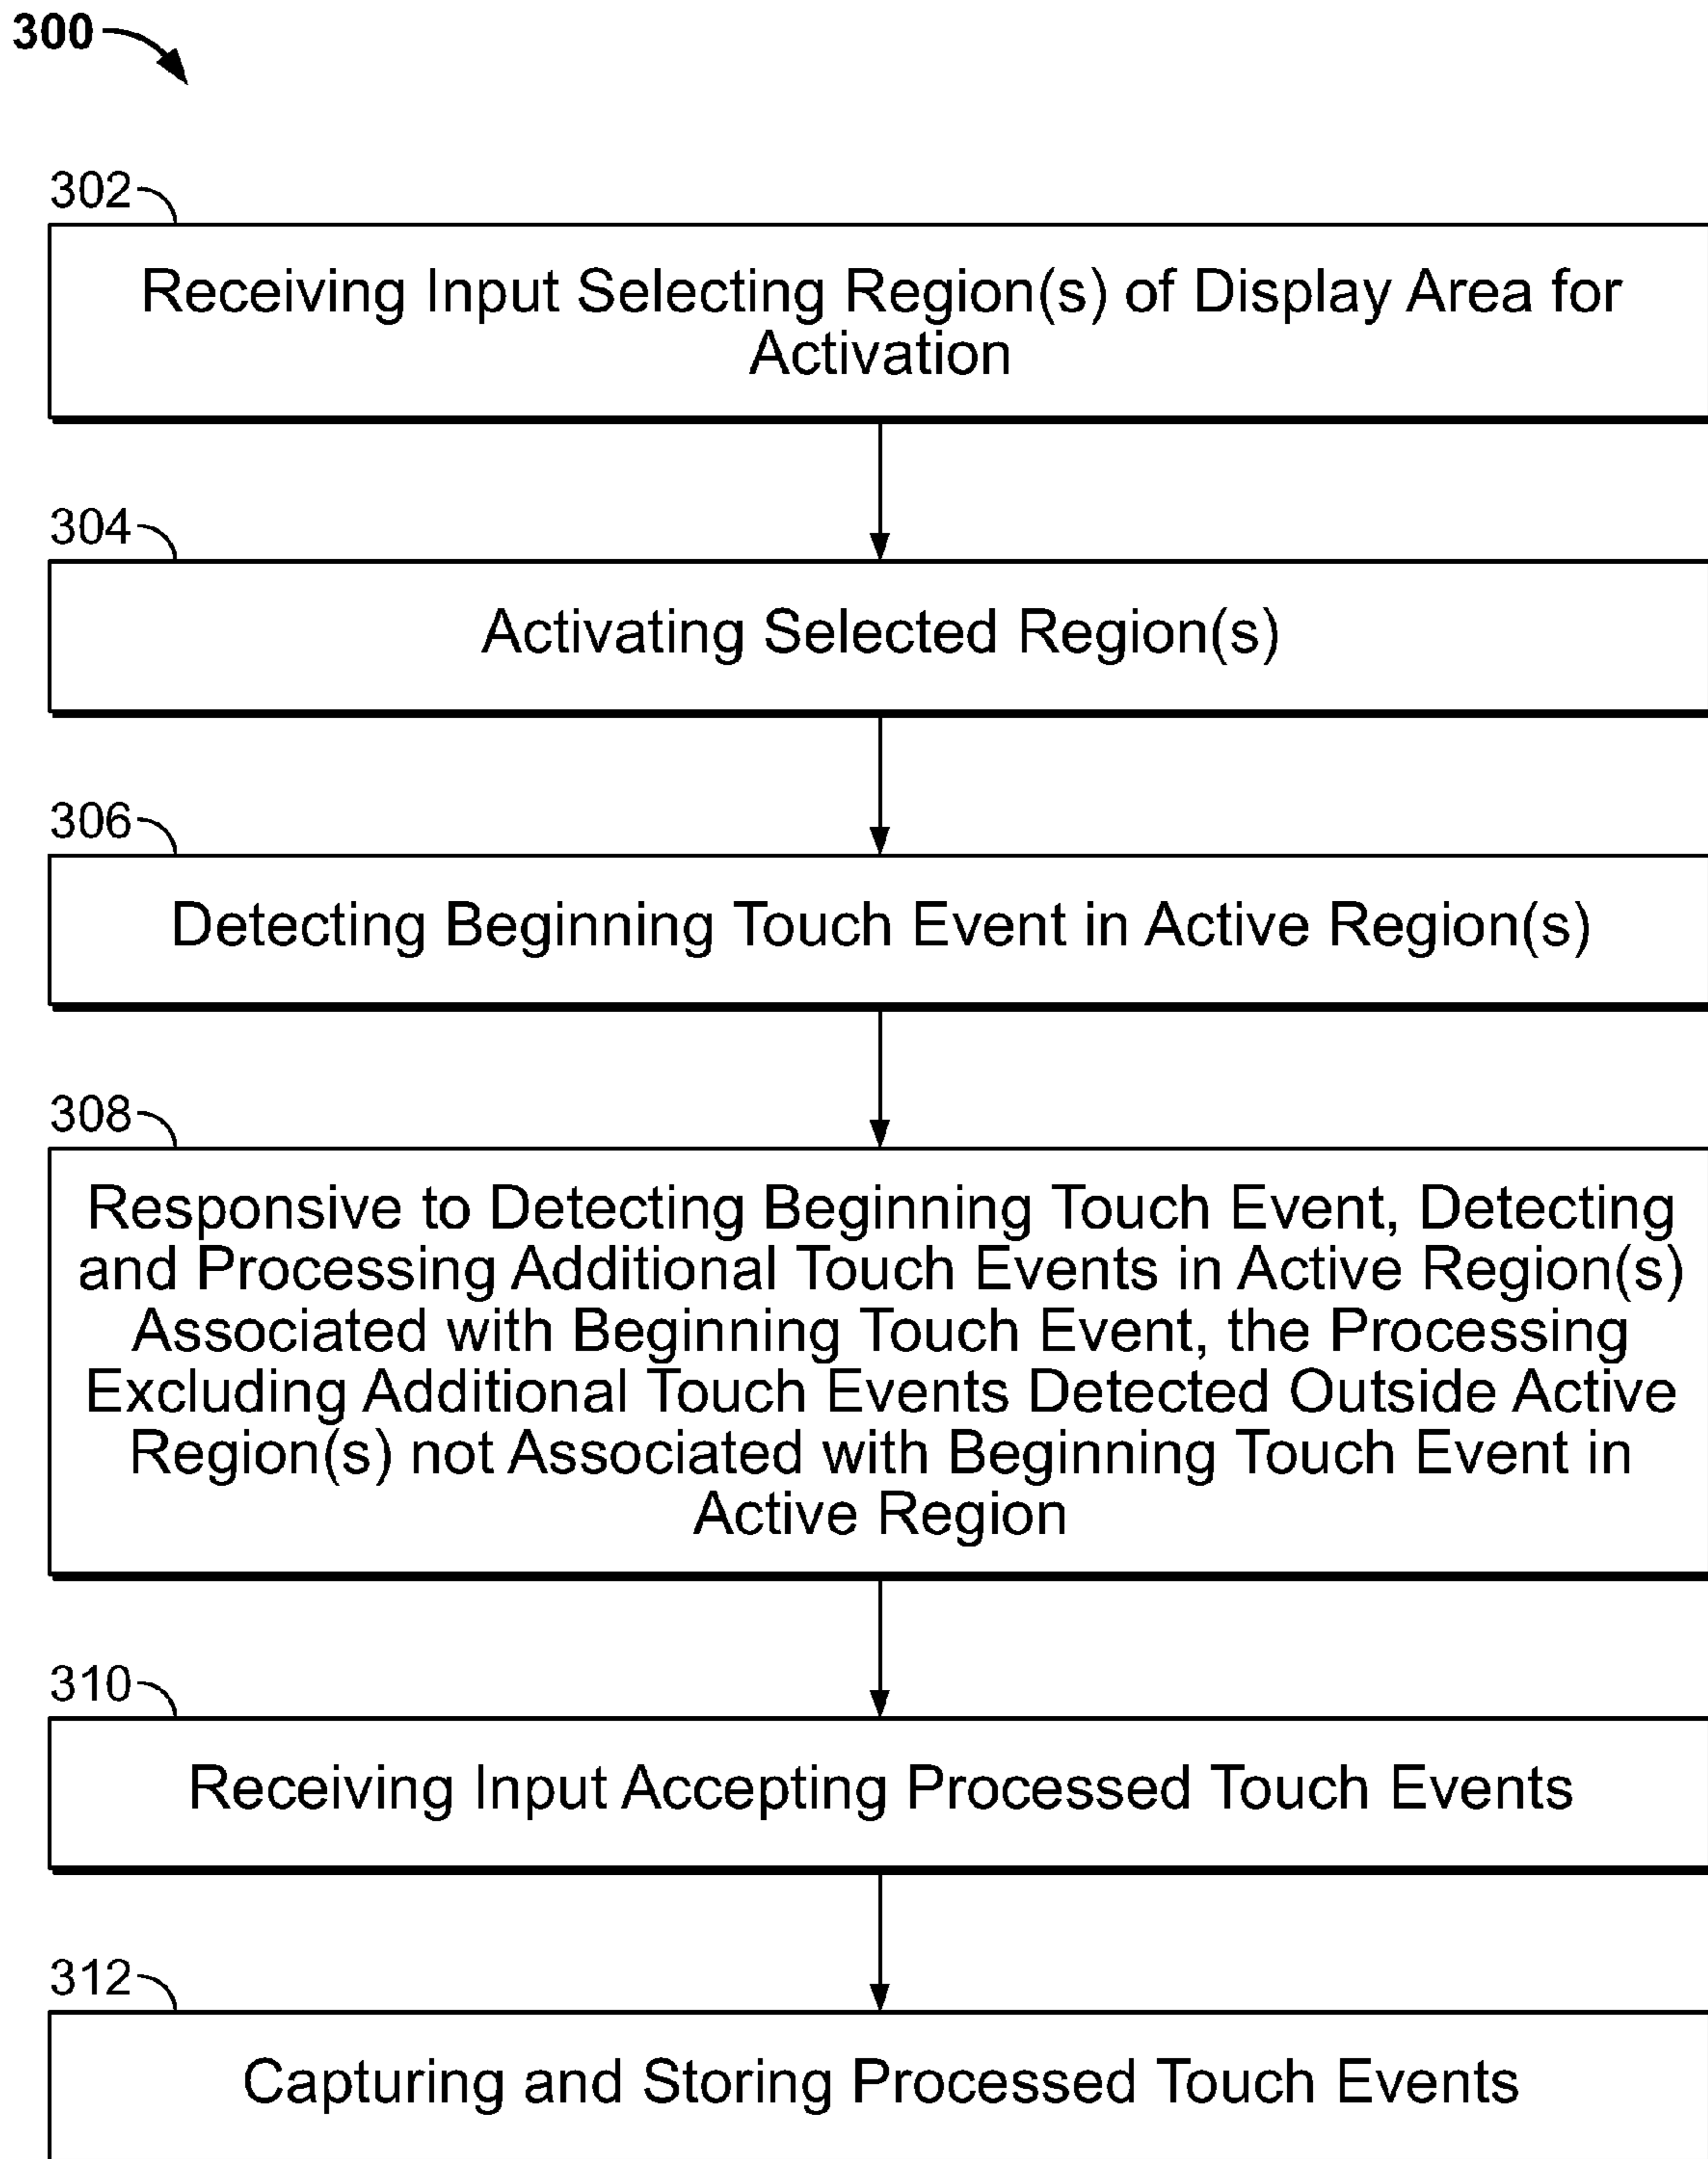 300
302
Receiving Input Selecting Region(s) of Display Area for
Activation
304
Activating Selected Region(s)
306
Detecting Beginning Touch Event in Active Region(s)
308
Responsive to Detecting Beginning Touch Event, Detecting
and Processing Additional Touch Events in Active Region(s)
Associated with Beginning Touch Event, the Processing
Excluding Additional Touch Events Detected Outside Active
Region(s) not Associated with Beginning Touch Event in
Active Region
310
Receiving Input Accepting Processed Touch Events
312
Capturing and Storing Processed Touch Events